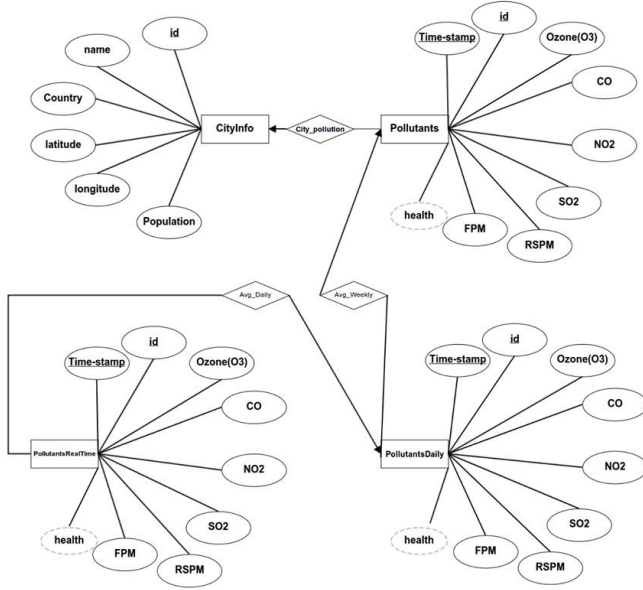 id
name
Country
latitude
longitude
Population
CityInfo
City_pollution
Time-stamp
id
Ozone(O3)
CO
NO2
SO2
RSPM
FPM
health
Pollutants
Avg_Daily
Avg_Weekly
Time-stamp
id
Ozone(O3)
CO
NO2
SO2
RSPM
FPM
health
PollutantsRealTime
Time-stamp
id
Ozone(O3)
CO
NO2
SO2
RSPM
FPM
health
PollutantsDaily